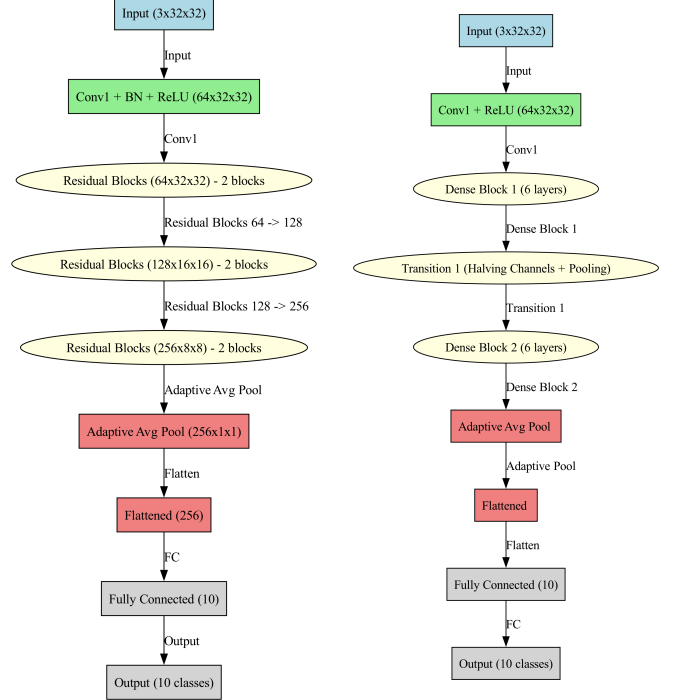 Input (3x32x32)
Input
Conv1 + BN + ReLU (64x32x32)
Conv1
Residual Blocks (64x32x32) - 2 blocks
Residual Blocks 64 -> 128
Residual Blocks (128x16x16) - 2 blocks
Residual Blocks 128 -> 256
Residual Blocks (256x8x8) - 2 blocks
Adaptive Avg Pool
Adaptive Avg Pool (256x1x1)
Flatten
Flattened (256)
FC
Fully Connected (10)
Output
Output (10 classes)
Input (3x32x32)
Input
Conv1 + ReLU (64x32x32)
Conv1
Dense Block 1 (6 layers)
Dense Block 1
Transition 1 (Halving Channels + Pooling)
Transition 1
Dense Block 2 (6 layers)
Dense Block 2
Adaptive Avg Pool
Adaptive Pool
Flattened
Flatten
Fully Connected (10)
FC
Output (10 classes)